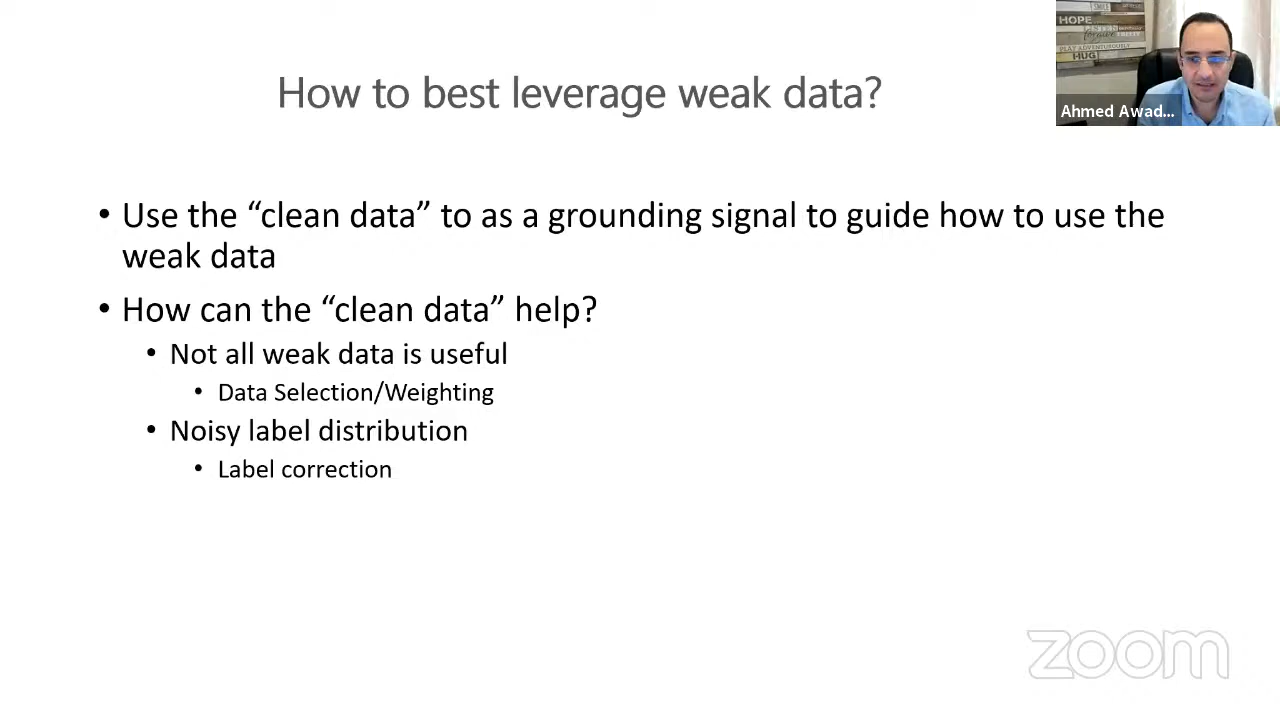 How to best leverage weak data?
• Use the “clean data” to as a grounding signal to guide how to use the
weak data
• How can the “clean data” help?
• Not all weak data is useful
• Data Selection/Weighting
• Noisy label distribution
• Label correction
HOPE
PLAY ADVENTUROUSLY
HUG
Ahmed Awad...
zoom